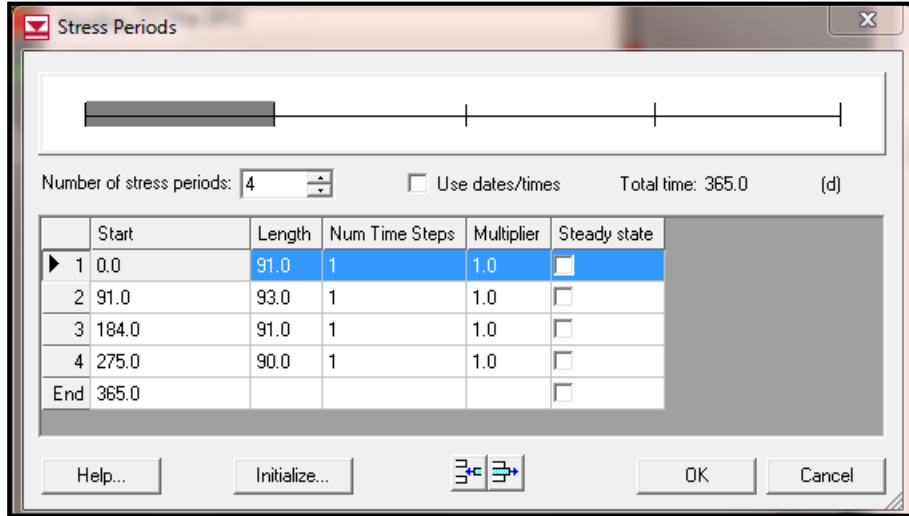 Stress Periods
x
Number of stress periods: 4 Use dates/times Total time: 365.0 (d)
Start Length Num Time Steps Multiplier Steady state
1 0.0 91.0 1 1.0
2 91.0 93.0 1 1.0
3 184.0 91.0 1 1.0
4 275.0 90.0 1 1.0
End 365.0
Help... Initialize... OK Cancel